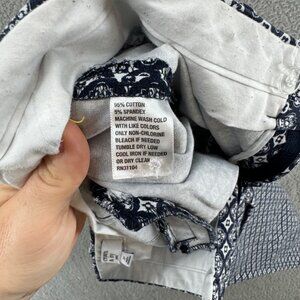 95% COTTON
5% SPANDEX
MACHINE WASH COLD
WITH LIKE COLORS
ONLY NON-CHLORINE
BLEACH IF NEEDED
TUMBLE DRY LOW
COOL IRON IF NEEDED
OR DRY CLEAN
RN31104